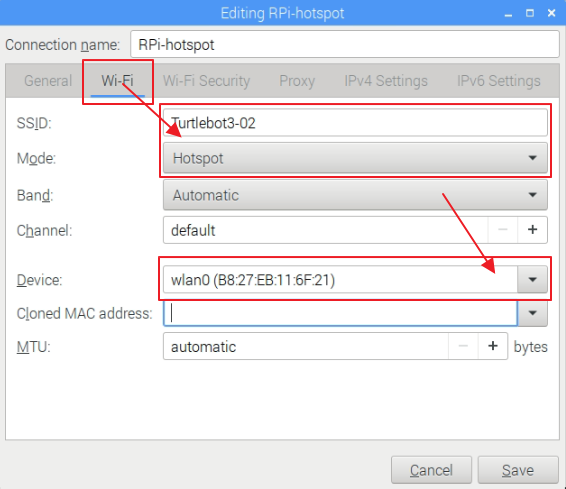 Editing RPi-hotspot
Connection name: RPi-hotspot
General Wi-Fi Wi-Fi Security Proxy IPv4 Settings IPv6 Settings
SSID: Turtlebot3-02
Mode: Hotspot
Band: Automatic
Channel: default
Device: wlan0 (B8:27:EB:11:6F:21)
Cloned MAC address:
MTU: automatic bytes
Cancel Save